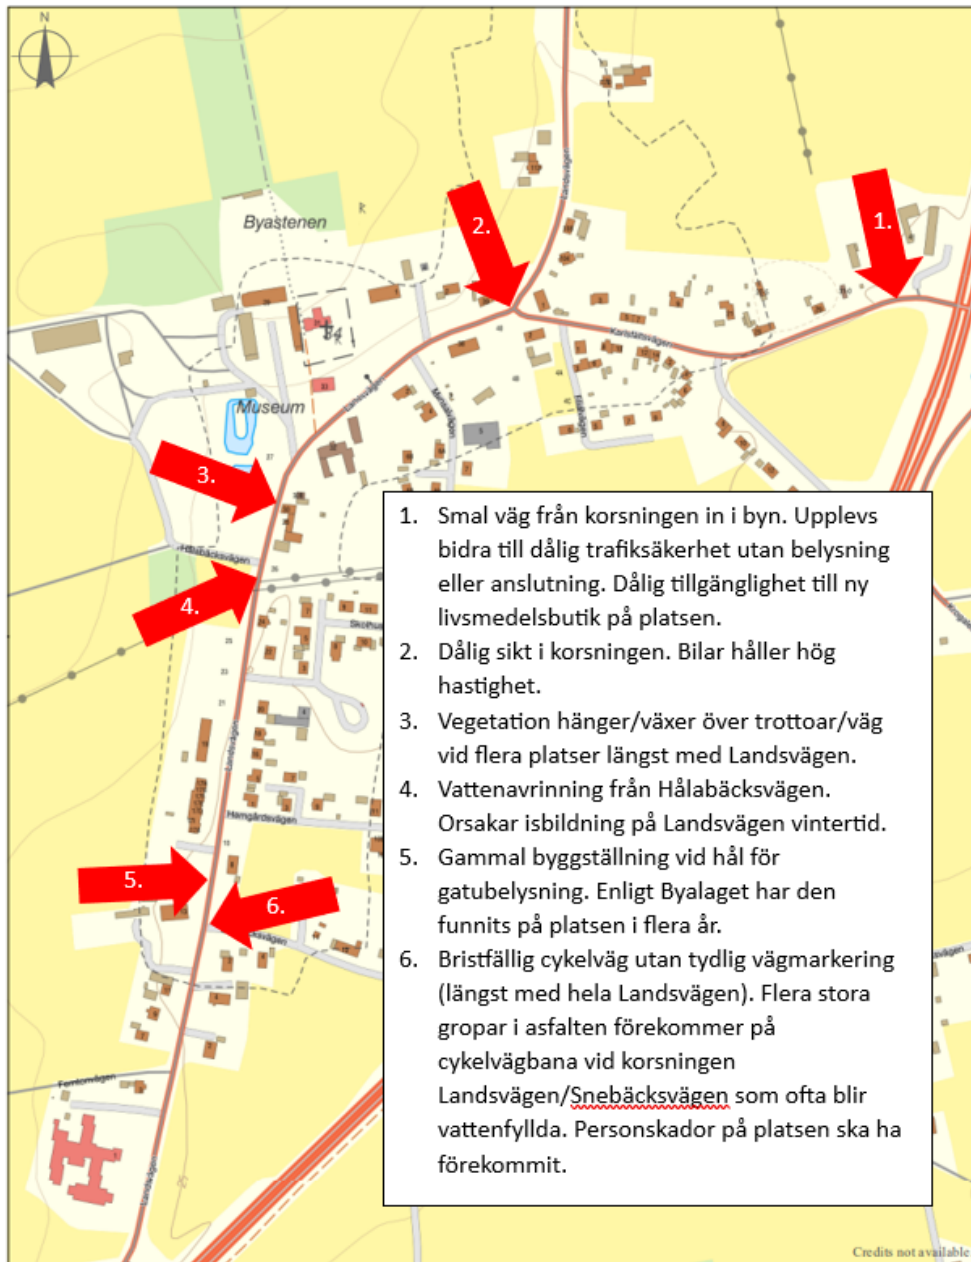 N
Byastenen
R
1.
2.
Landsvägen
Karlsfältsvägen
Landsvägen
Museum
3.
Hålabäcksvägen
4.
Landsvägen
Hamgårdsvägen
5.
6.
Landsvägen
1. Smal väg från korsningen in i byn. Upplevs
bidra till dålig trafiksäkerhet utan belysning
eller anslutning. Dålig tillgänglighet till ny
livsmedelsbutik på platsen.
2. Dålig sikt i korsningen. Bilar håller hög
hastighet.
3. Vegetation hänger/växer över trottoar/väg
vid flera platser längst med Landsvägen.
4. Vattenavrinning från Hålabäcksvägen.
Orsakar isbildning på Landsvägen vintertid.
5. Gammal byggställning vid hål för
gatubelysning. Enligt Byalaget har den
funnits på platsen i flera år.
6. Bristfällig cykelväg utan tydlig vägmarkering
(längst med hela Landsvägen). Flera stora
gropar i asfalten förekommer på
cykelvägbana vid korsningen
Landsvägen/Snebäcksvägen som ofta blir
vattenfyllda. Personskador på platsen ska ha
förekommit.
Credits not available